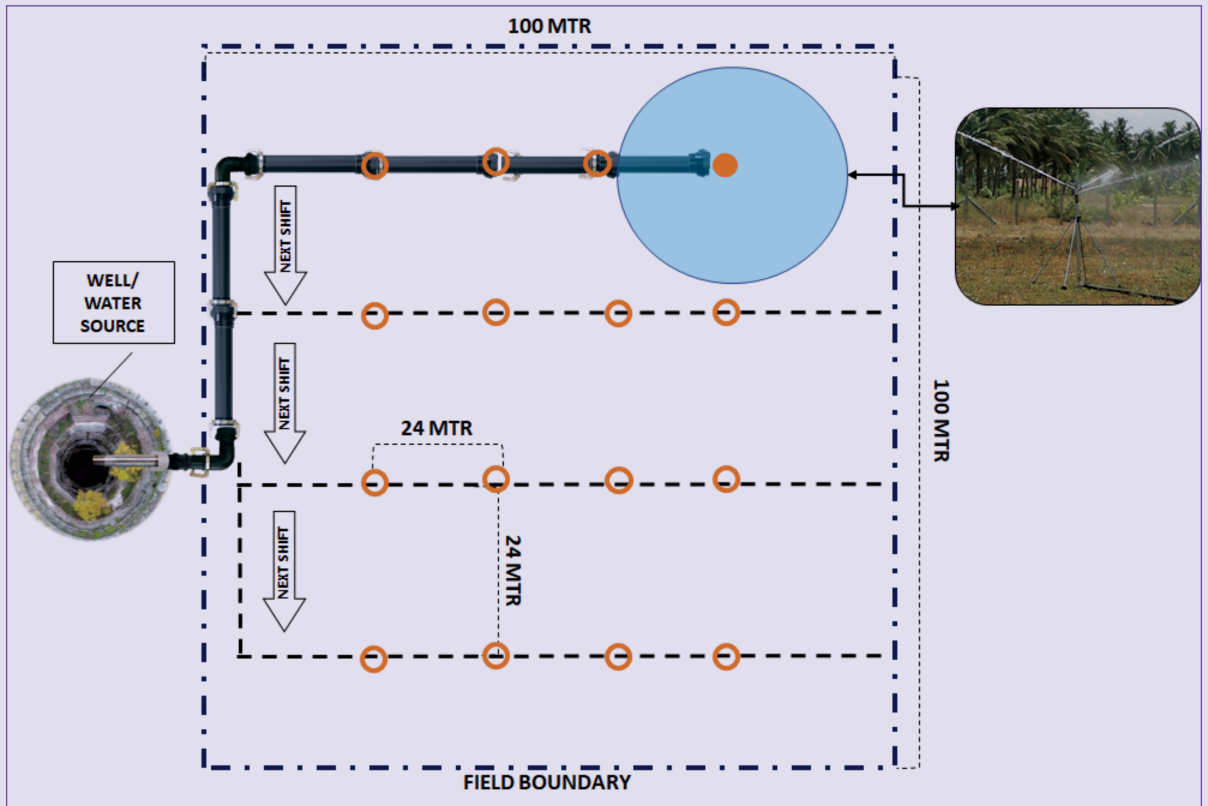 100 MTR
NEXT SHIFT
WELL/
WATER
SOURCE
NEXT SHIFT
100 MTR
24 MTR
24 MTR
NEXT SHIFT
FIELD BOUNDARY